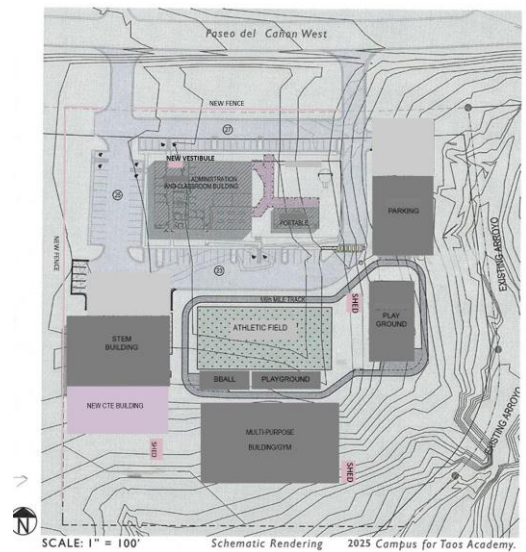 Paseo del Cañon West
NEW FENCE
27
NEW VESTIBULE
ADMINISTRATION
AND CLASSROOM BUILDING
PORTABLE
PARKING
26
NEW FENCE
23
EXISTING ARROYO
1/8th MILE TRACK
SHED
ATHLETIC FIELD
PLAY
GROUND
STEM
BUILDING
BBALL
PLAYGROUND
NEW CTE BUILDING
MULTI-PURPOSE
BUILDING/GYM
SHED
SHED
EXISTING ARROYO
N
SCALE: 1" = 100'
Schematic Rendering
2025 Campus for Taos Academy.